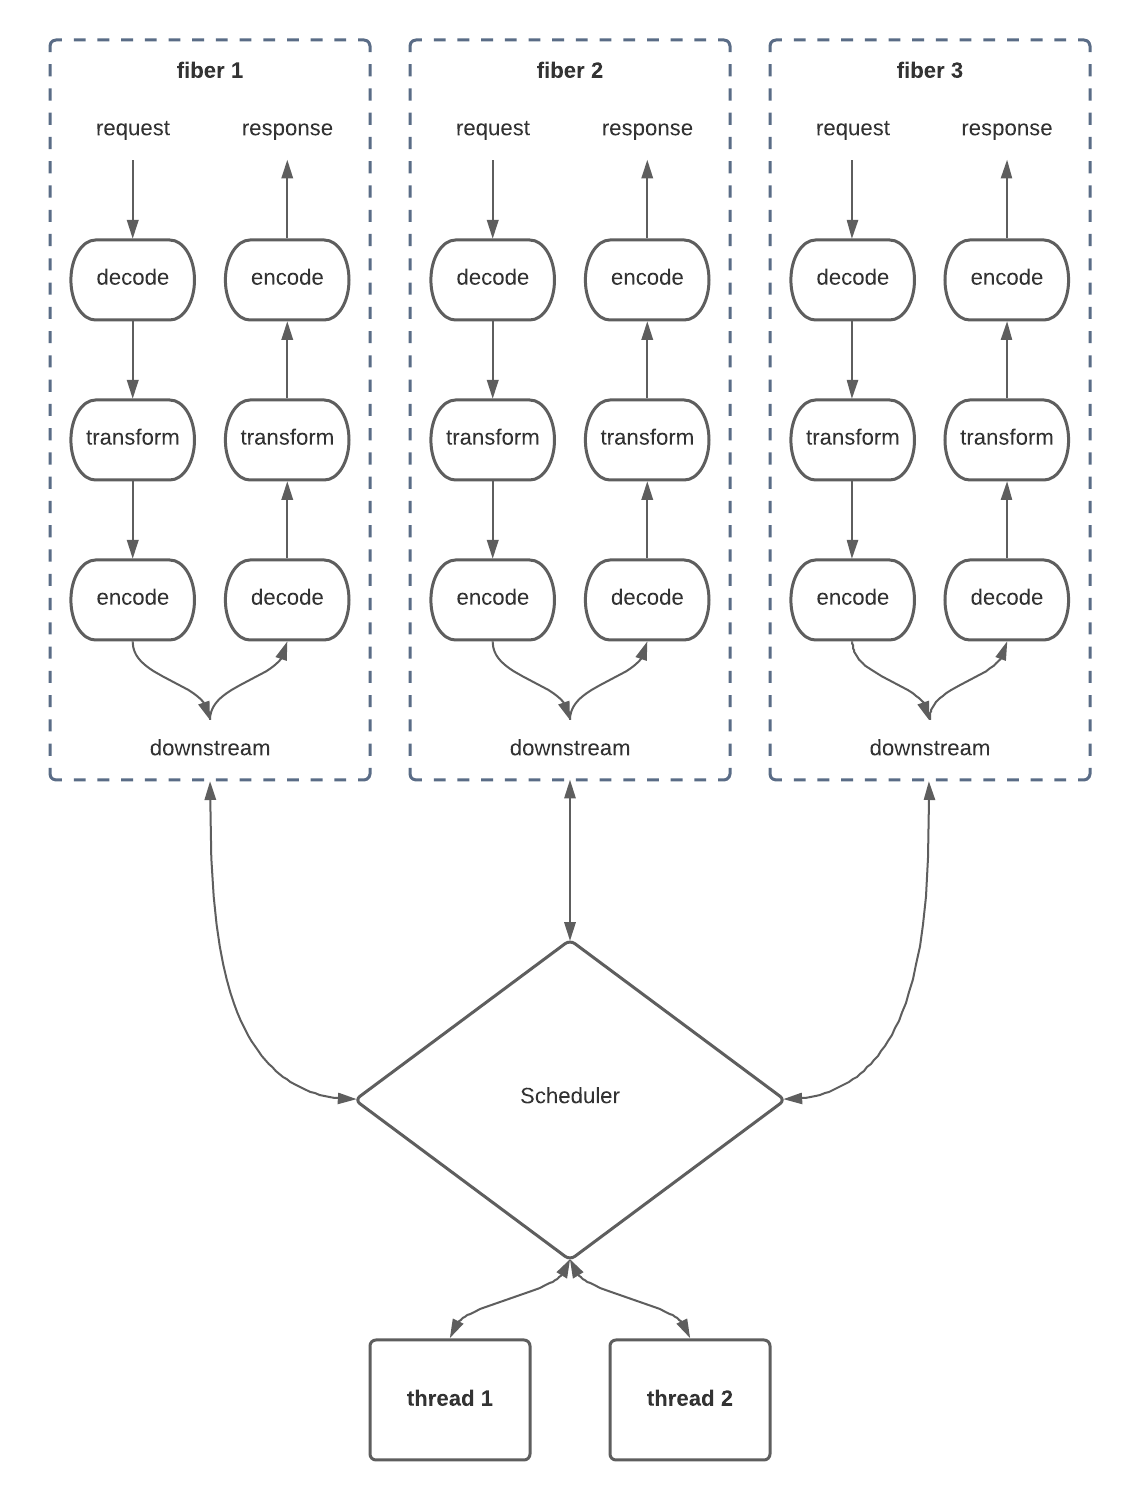 fiber 1
request
response
decode
encode
transform
transform
encode
decode
downstream
fiber 2
request
response
decode
encode
transform
transform
encode
decode
downstream
fiber 3
request
response
decode
encode
transform
transform
encode
decode
downstream
Scheduler
thread 1
thread 2